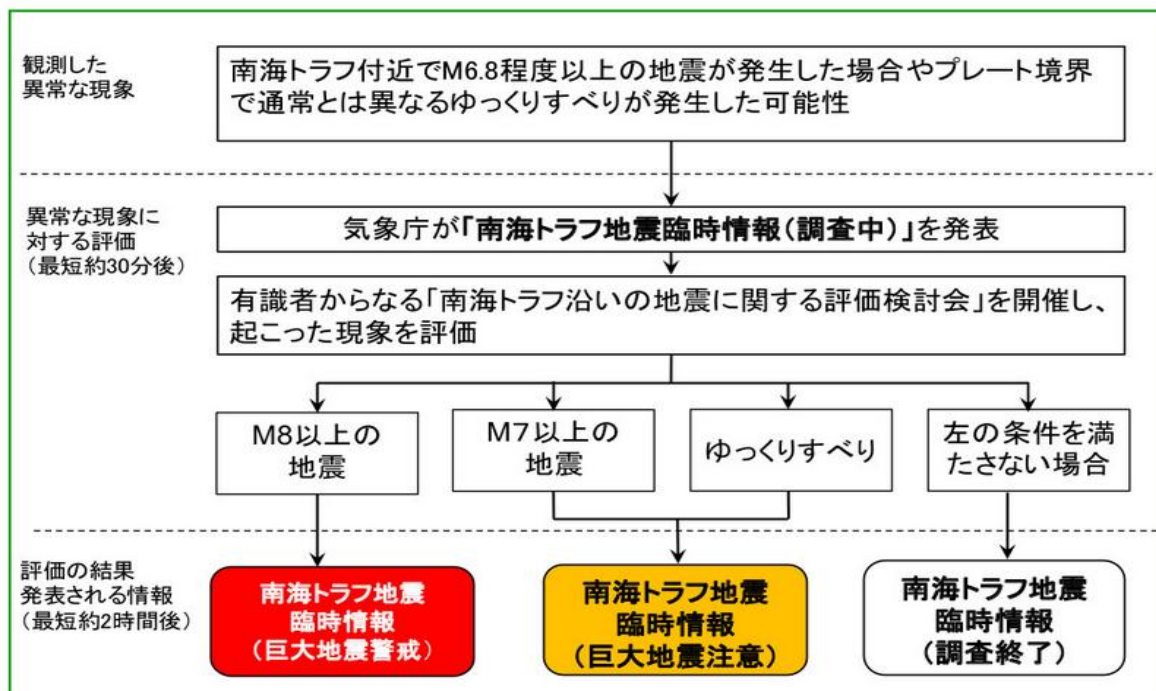 観測した
異常な現象
南海トラフ付近でM6.8程度以上の地震が発生した場合やプレート境界
で通常とは異なるゆっくりすべりが発生した可能性
異常な現象に
対する評価
（最短約30分後）
気象庁が「南海トラフ地震臨時情報（調査中）」を発表
有識者からなる「南海トラフ沿いの地震に関する評価検討会」を開催し、
起こった現象を評価
M8以上の
地震
M7以上の
地震
ゆっくりすべり
左の条件を満
たさない場合
評価の結果
発表される情報
（最短約2時間後）
南海トラフ地震
臨時情報
（巨大地震警戒）
南海トラフ地震
臨時情報
（巨大地震注意）
南海トラフ地震
臨時情報
（調査終了）